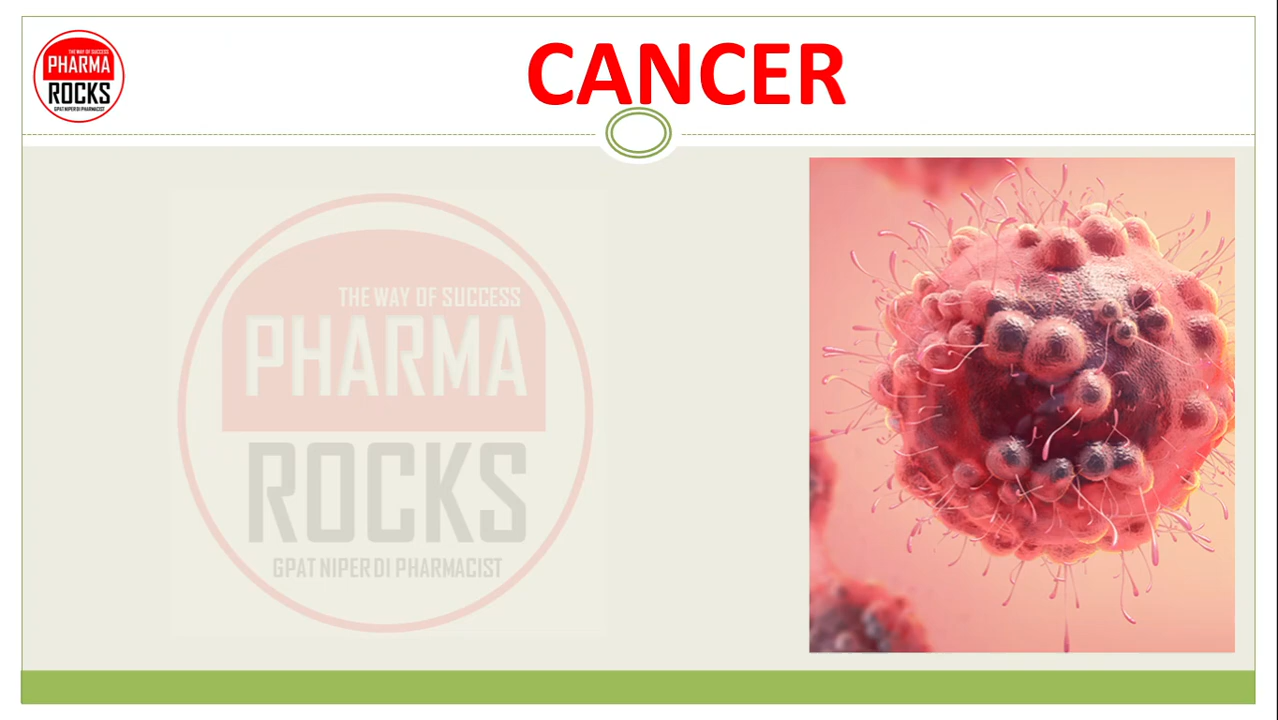 THE WAY OF SUCCESS
PHARMA
ROCKS
GPAT NIPER DI PHARMACIST
CANCER
THE WAY OF SUCCESS
PHARMA
ROCKS
GPAT NIPER DI PHARMACIST